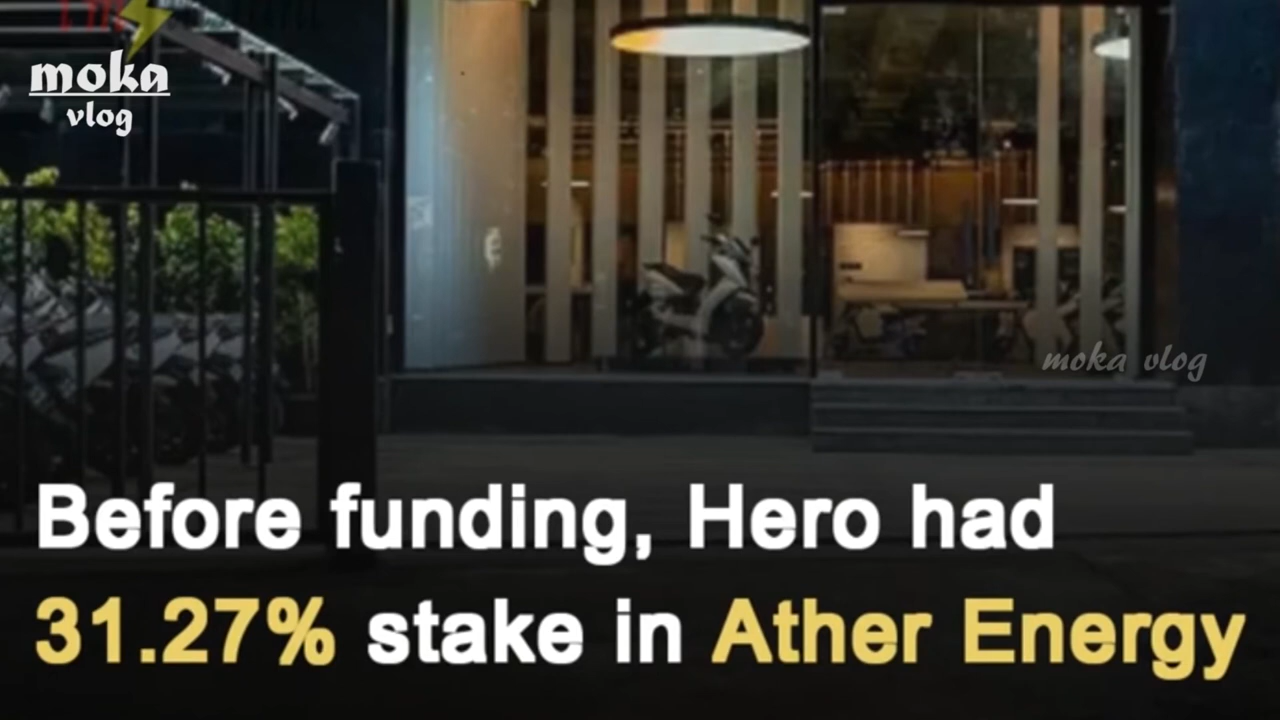 moka
vlog
moka vlog
Before funding, Hero had
31.27% stake in Ather Energy